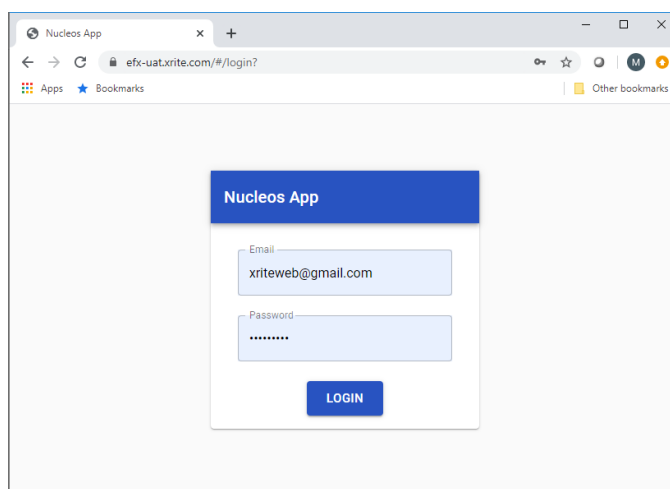 Nucleos App
efx-uat.xrite.com/#/login?
M
Apps
Bookmarks
Other bookmarks
Nucleos App
Email
xriteweb@gmail.com
Password
•••••••••
LOGIN